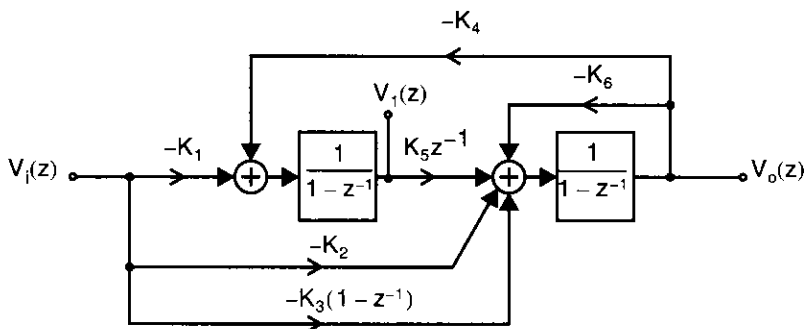 −K₄
−K₆
V₁(z)
−K₁
1
1 − z⁻¹
K₅z⁻¹
1
1 − z⁻¹
Vᵢ(z)
Vₒ(z)
−K₂
−K₃(1 − z⁻¹)